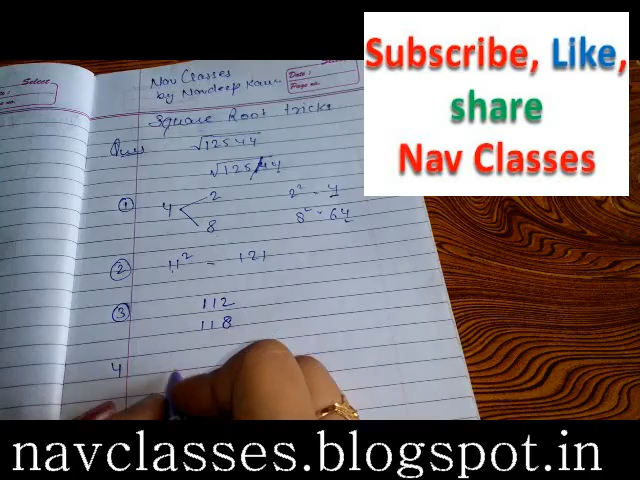 Subscribe, Like,
share
Nav Classes
Select
Date :
Page no.
Nav Classes
by Navdeep Kaur
Square Root tricks
Ques √12544
√125/44
① 4 2 2² - 4
8 8² - 64
② 11² - 121
③ 112
118
4
navclasses.blogspot.in